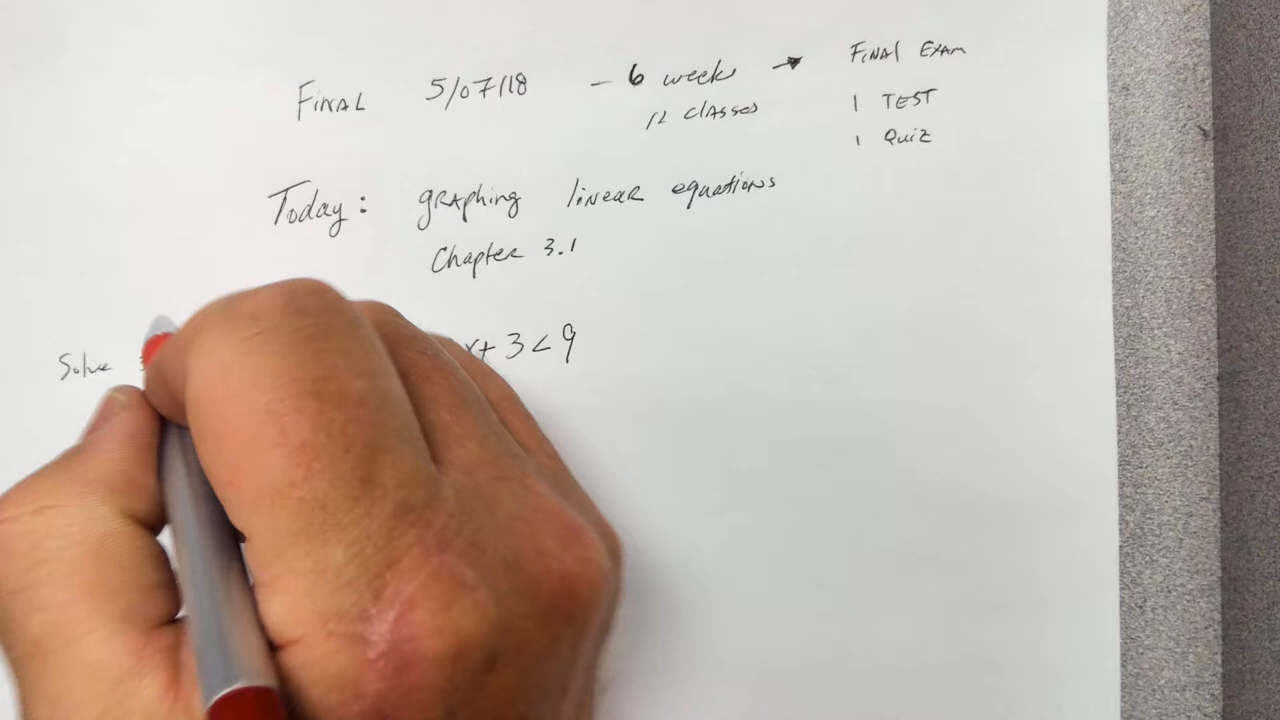 Final 5/07/18 - 6 weeks → Final Exam
12 classes 1 Test
1 Quiz
Today: graphing linear equations
Chapter 3.1
Solve x+ 3 < 9